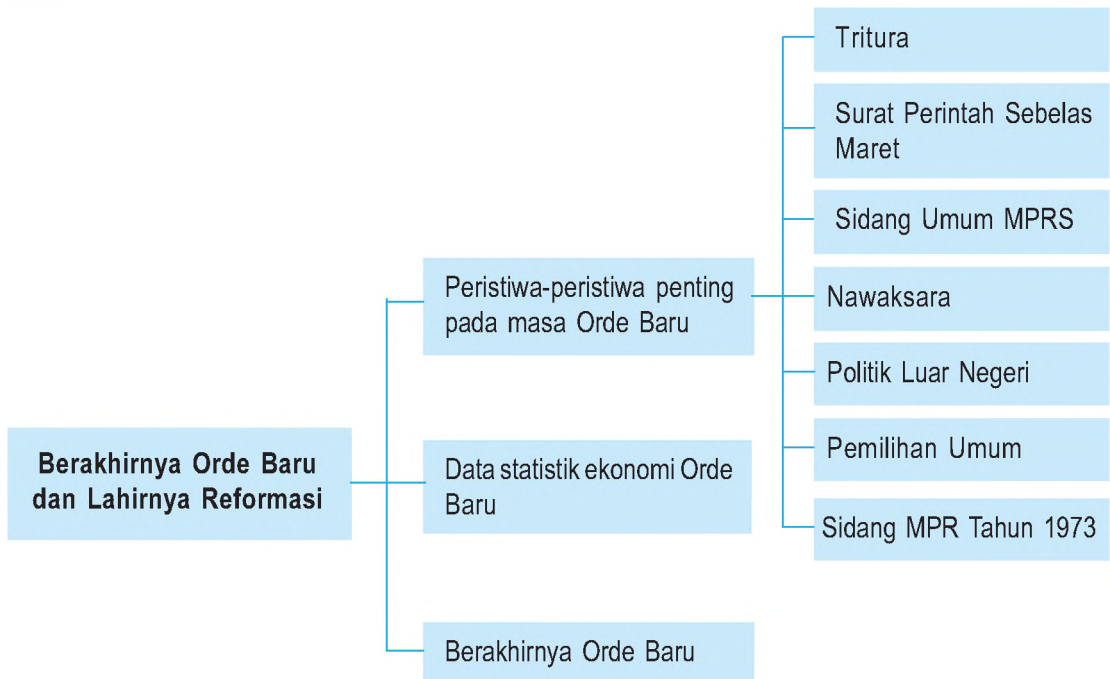 Berakhirnya Orde Baru
dan Lahirnya Reformasi
Peristiwa-peristiwa penting
pada masa Orde Baru
Tritura
Surat Perintah Sebelas
Maret
Sidang Umum MPRS
Nawaksara
Politik Luar Negeri
Pemilihan Umum
Sidang MPR Tahun 1973
Data statistik ekonomi Orde
Baru
Berakhirnya Orde Baru